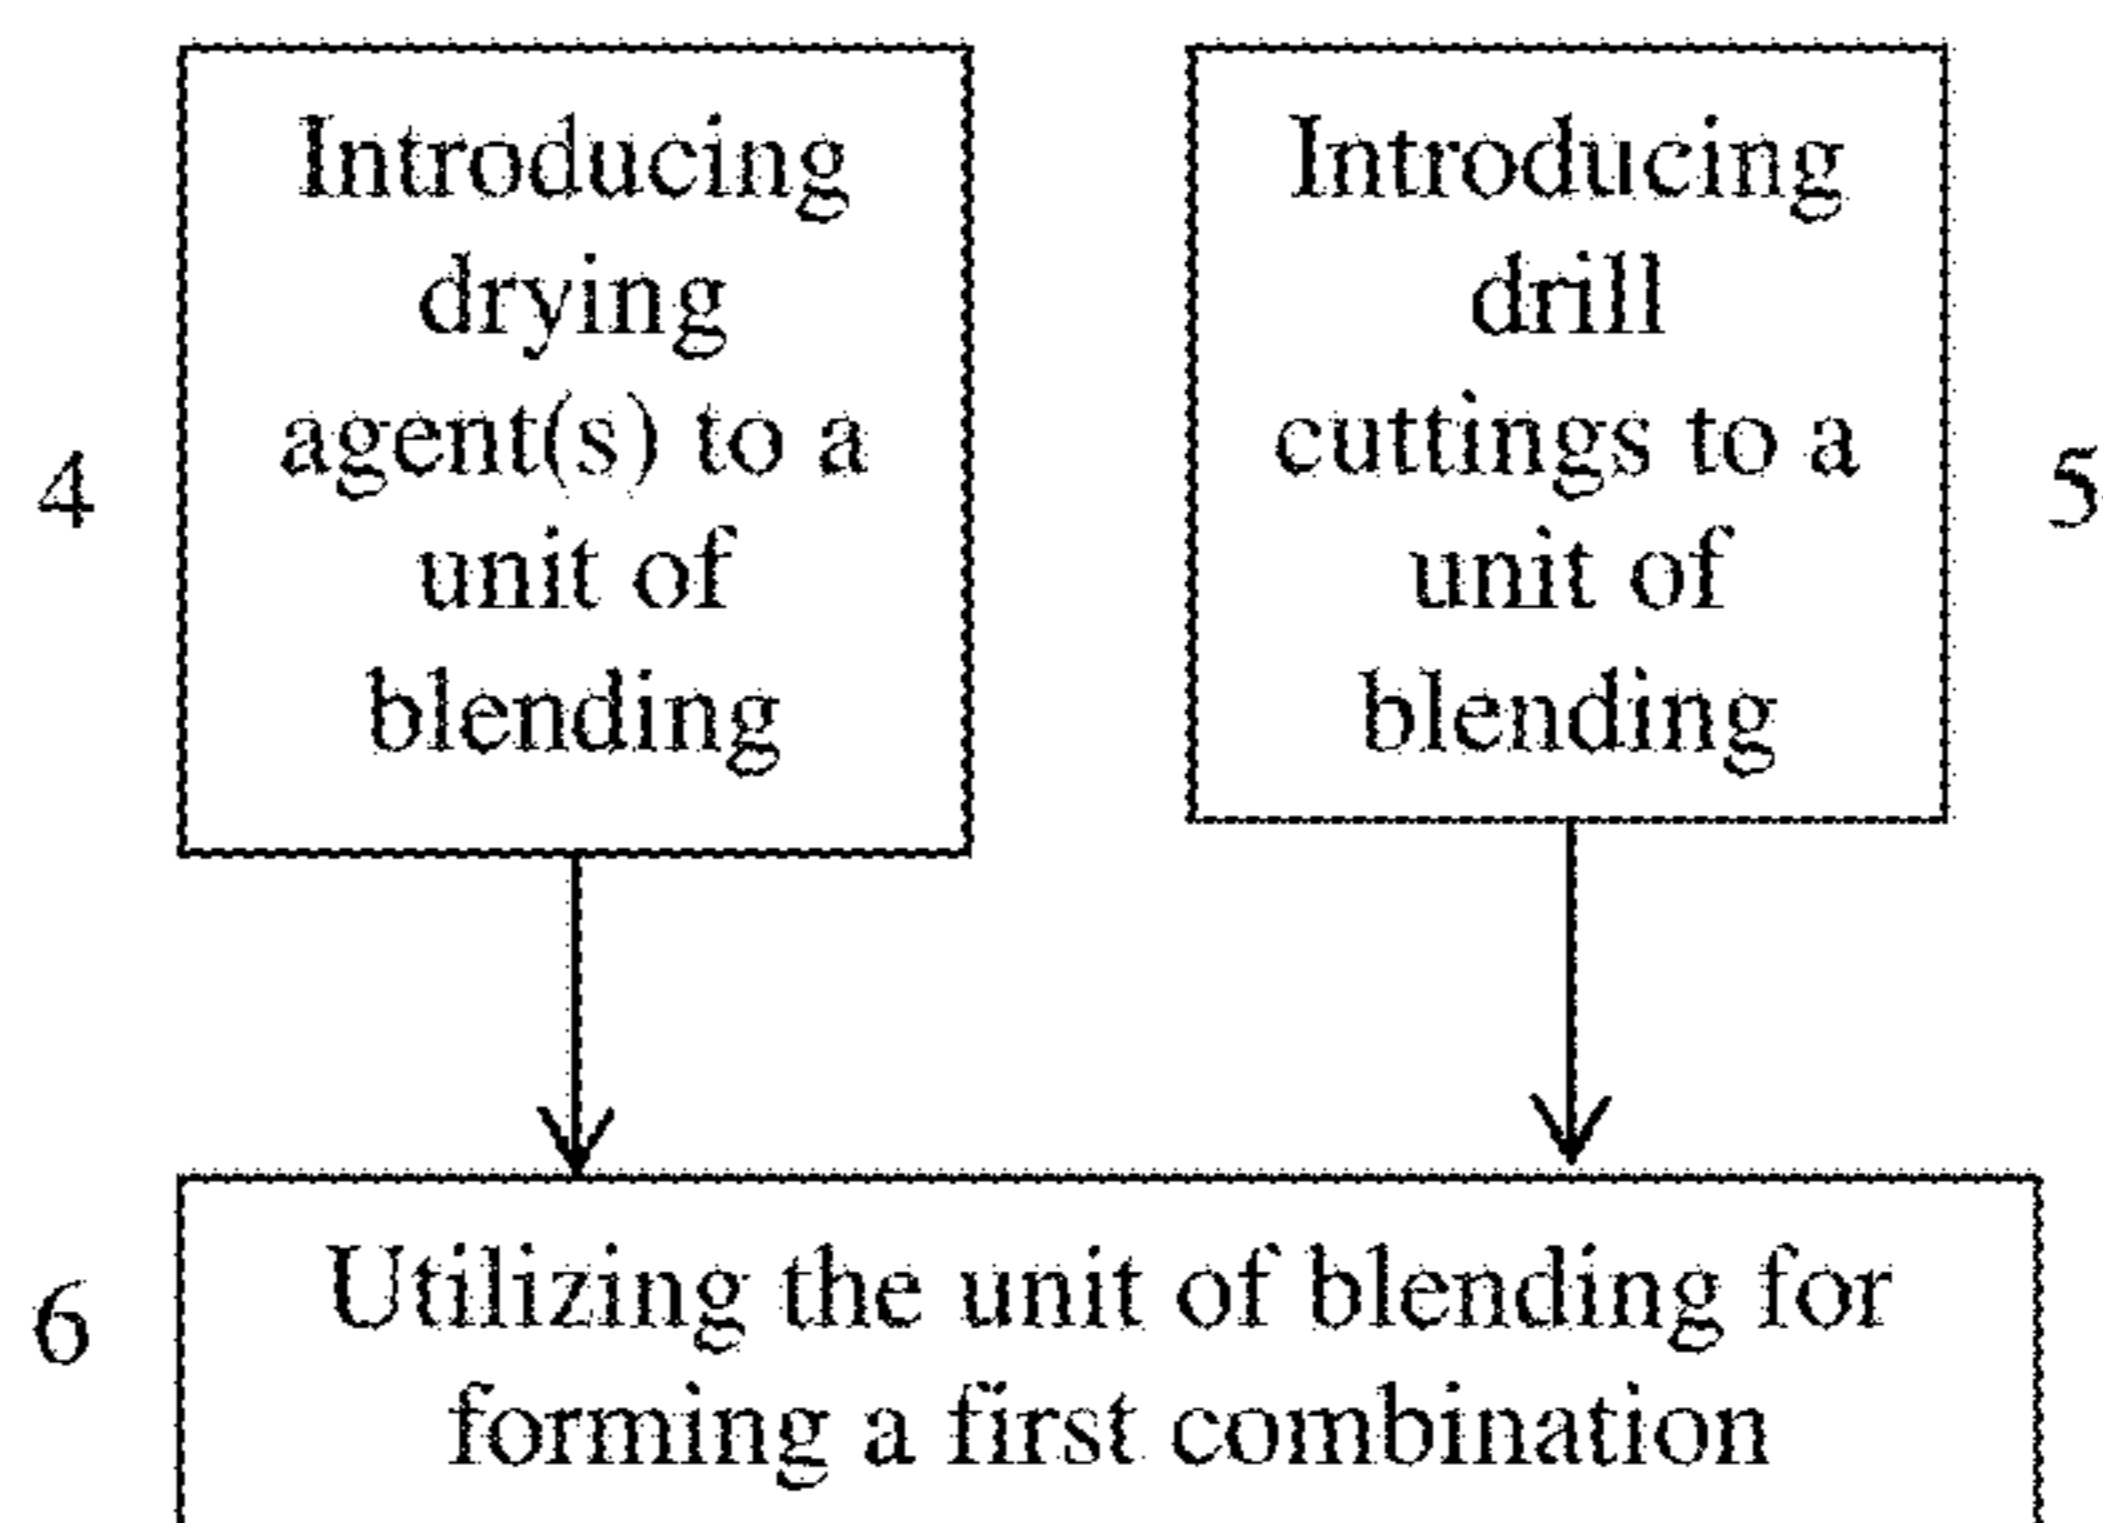 Introducing
drying
agent(s) to a
unit of
blending
4
Introducing
drill
cuttings to a
unit of
blending
5
6
Utilizing the unit of blending for
forming a first combination